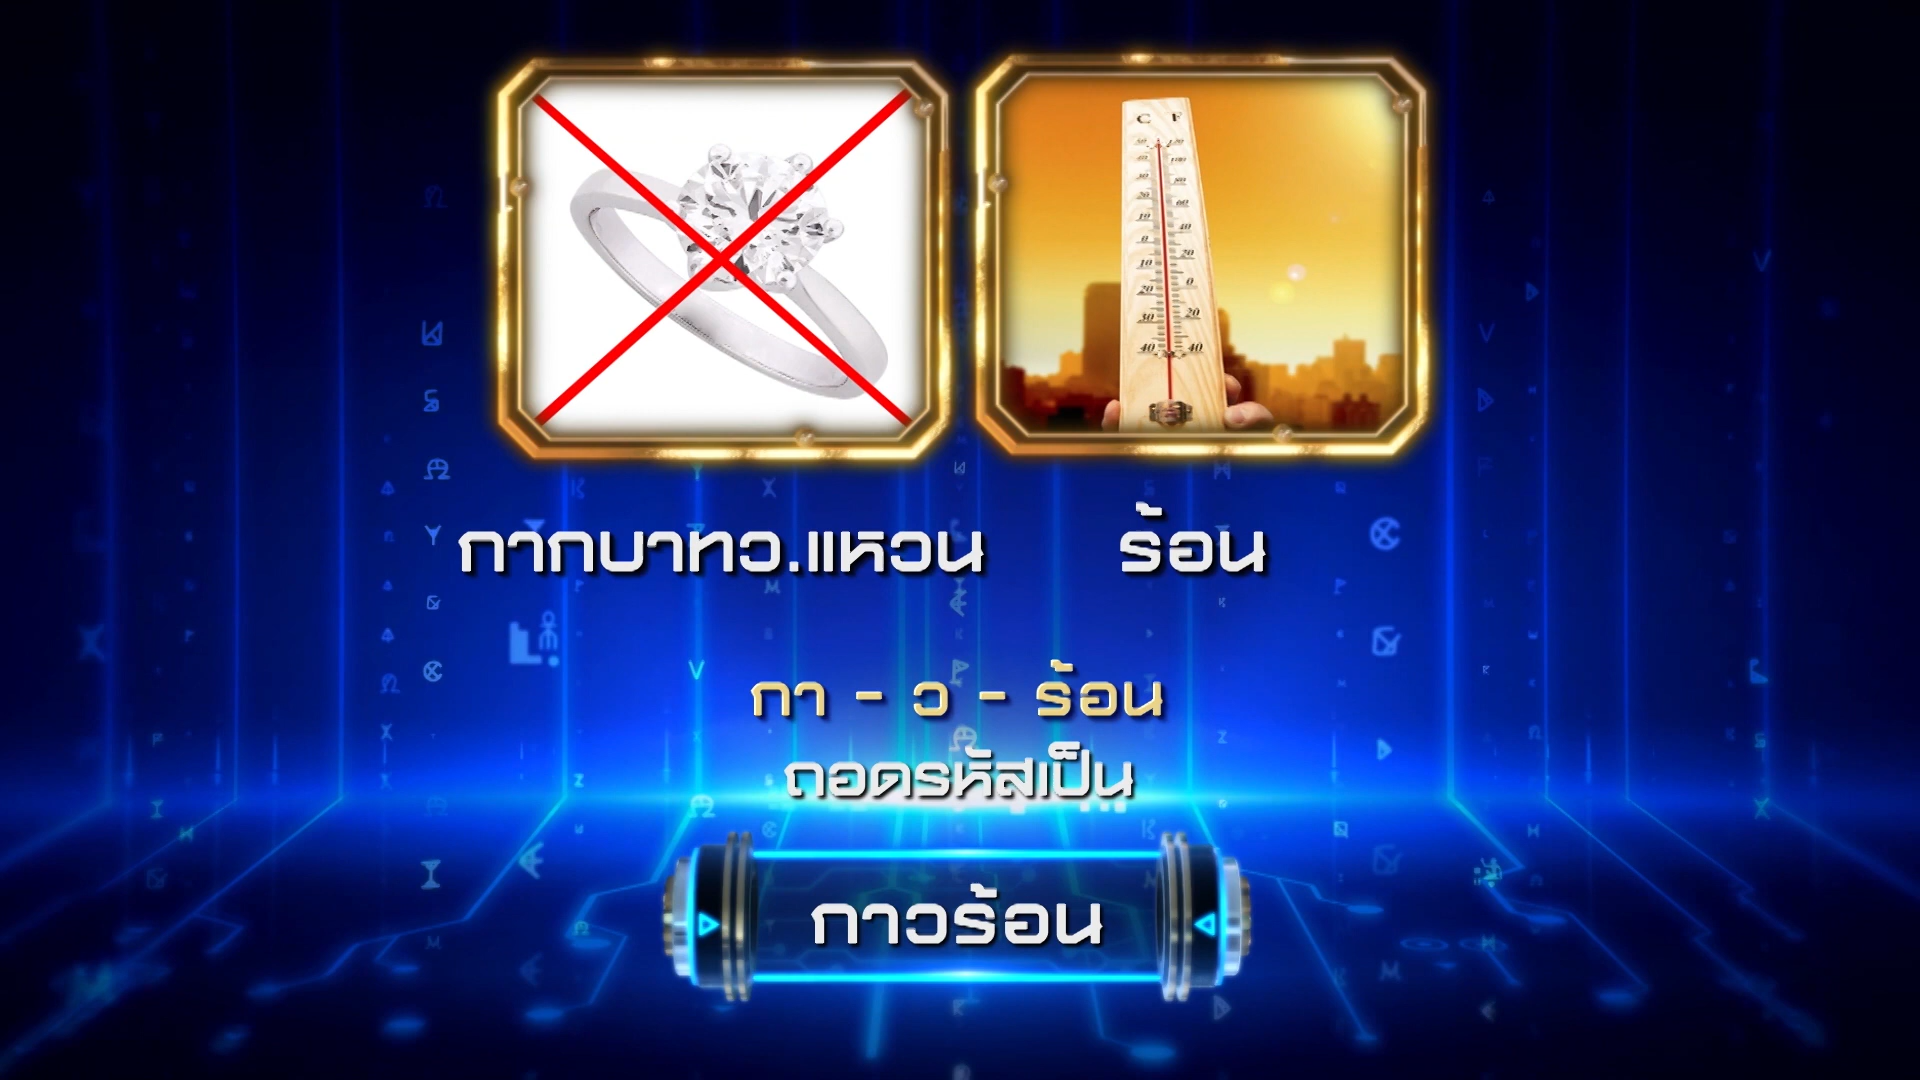 กากบาทว.แหวน ร้อน
กา - ว - ร้อน
ถอดรหัสเป็น
กาวร้อน